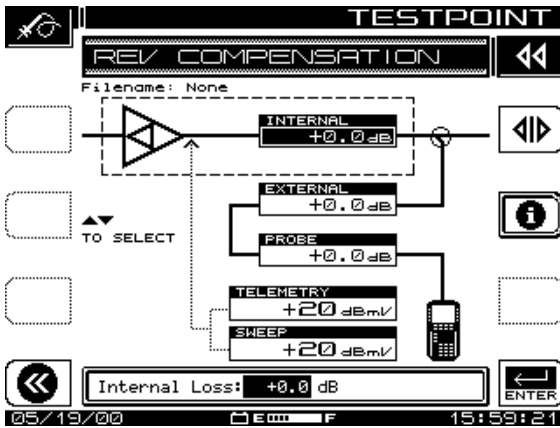 TESTPOINT
REV COMPENSATION
Filename: None
INTERNAL
+0.0dB
EXTERNAL
+0.0dB
TO SELECT
PROBE
+0.0dB
TELEMETRY
+20 dBmV
SWEEP
+20 dBmV
Internal Loss: +0.0 dB
ENTER
05/19/00 E F 15:59:21